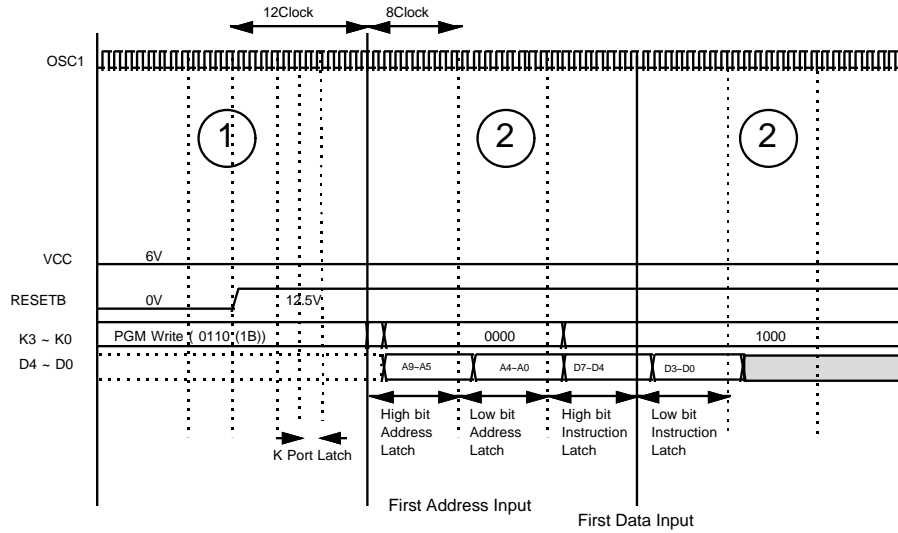 12Clock
8Clock
OSC1
1
2
2
VCC
6V
RESETB
0V
12.5V
K3 ~ K0
PGM Write ( 0110 (1B))
0000
1000
D4 ~ D0
A9~A5
A4~A0
D7~D4
D3~D0
High bit
Address
Latch
Low bit
Address
Latch
High bit
Instruction
Latch
Low bit
Instruction
Latch
K Port Latch
First Address Input
First Data Input